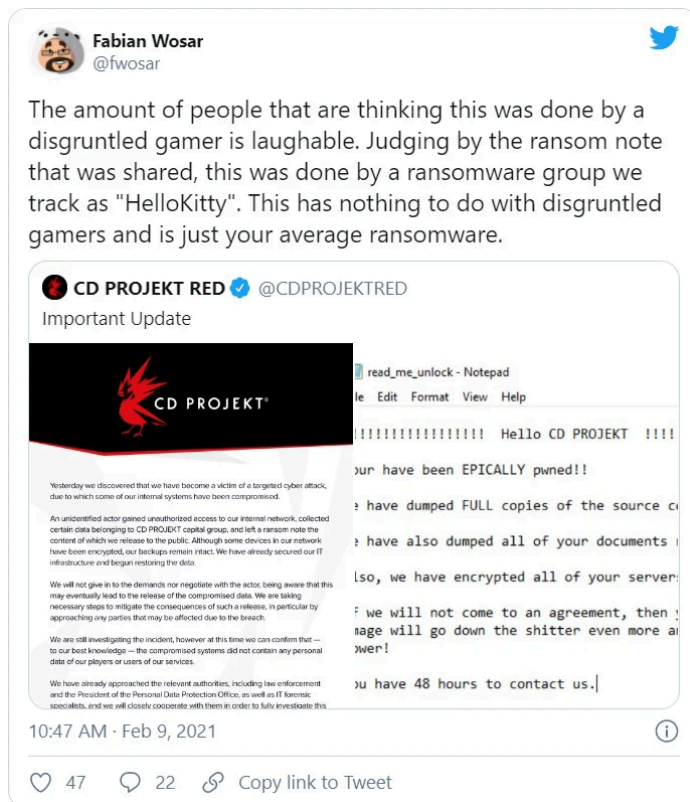 Fabian Wosar
@fwosar
The amount of people that are thinking this was done by a
disgruntled gamer is laughable. Judging by the ransom note
that was shared, this was done by a ransomware group we
track as "HelloKitty". This has nothing to do with disgruntled
gamers and is just your average ransomware.
CD PROJEKT RED @CDPROJEKTRED
Important Update
CD PROJEKT®
Yesterday we discovered that we have become a victim of a targeted cyber attack,
due to which some of our internal systems have been compromised.
An unidentified actor gained unauthorized access to our internal network, collected
certain data belonging to CD PROJEKT capital group, and left a ransom note the
content of which we release to the public. Although some devices in our network
have been encrypted, our backups remain intact. We have already secured our IT
infrastructure and begun restoring the data.
We will not give in to the demands nor negotiate with the actor, being aware that this
may eventually lead to the release of the compromised data. We are taking
necessary steps to mitigate the consequences of such a release, in particular by
approaching any parties that may be affected due to the breach.
We are still investigating the incident, however at this time we can confirm that —
to our best knowledge — the compromised systems did not contain any personal
data of our players or users of our services.
We have already approached the relevant authorities, including law enforcement
and the President of the Personal Data Protection Office, as well as IT forensic
specialists, and we will closely cooperate with them in order to fully investigate this
read_me_unlock - Notepad
le Edit Format View Help
!!!!!!!!!!!!!!!!!! Hello CD PROJEKT !!!!
our have been EPICALLY pwned!!
e have dumped FULL copies of the source c
e have also dumped all of your documents
lso, we have encrypted all of your server
f we will not come to an agreement, then y
mage will go down the shitter even more a
ower!
ou have 48 hours to contact us.
10:47 AM · Feb 9, 2021
47 22 Copy link to Tweet